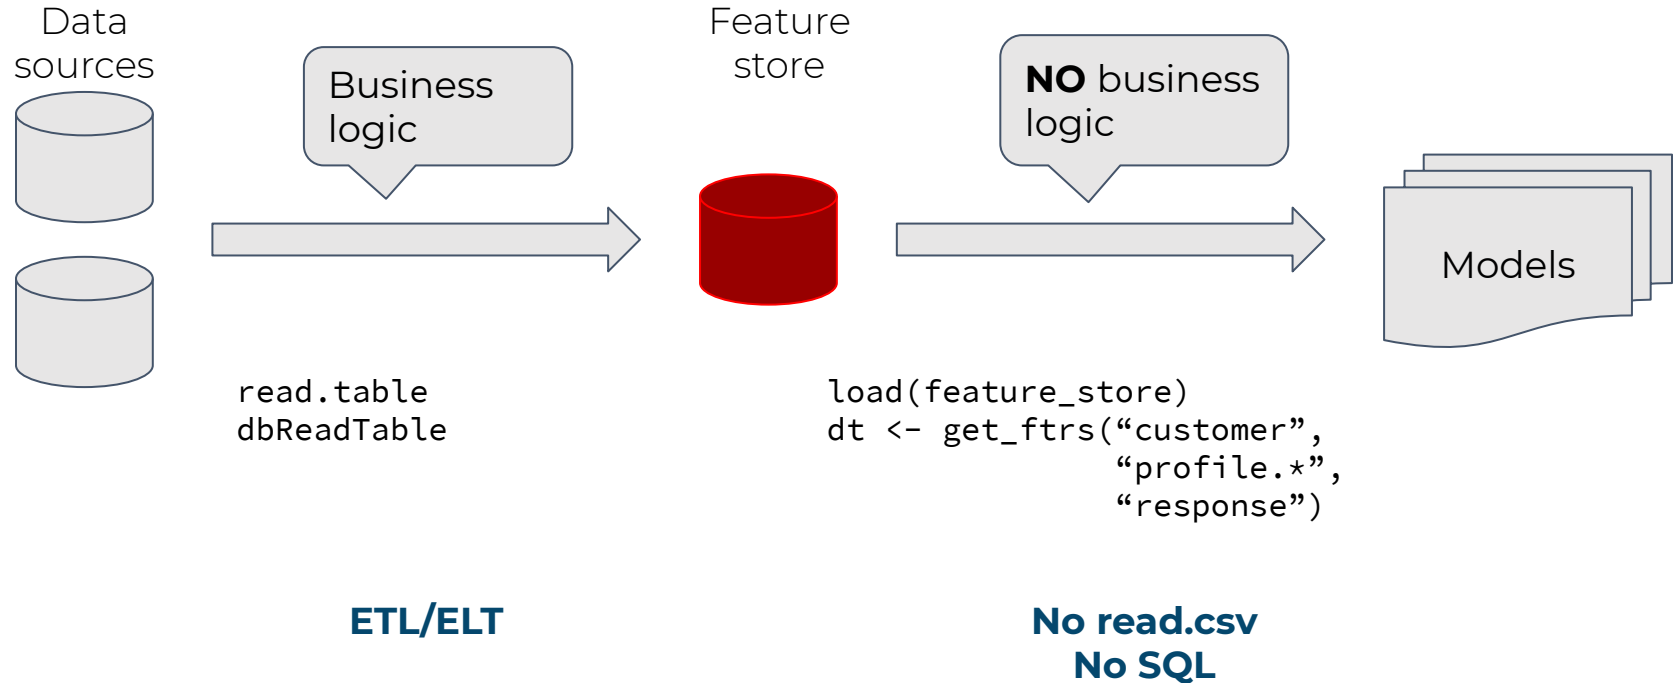 Data
sources
Business
logic
Feature
store
NO business
logic
Models
read.table
dbReadTable
load(feature_store)
dt <- get_ftrs(“customer”,
“profile.*”,
“response”)
ETL/ELT
No read.csv
No SQL